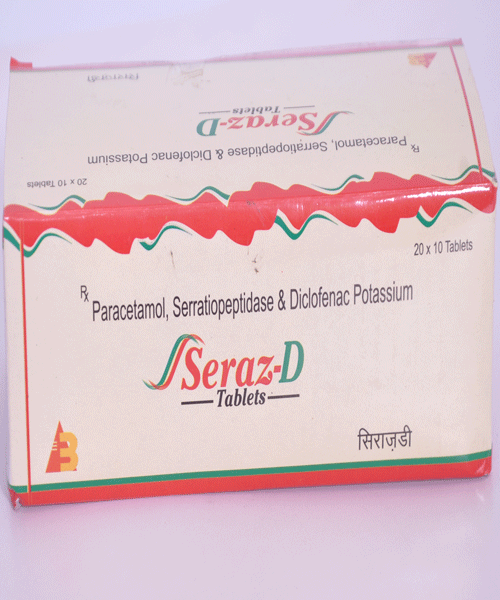 सिराज़डी
Seraz-D
Tablets
Rx Paracetamol, Serratiopeptidase & Diclofenac Potassium
20 x 10 Tablets
20 x 10 Tablets
Rx Paracetamol, Serratiopeptidase & Diclofenac Potassium
Seraz-D
Tablets
सिराज़डी
B